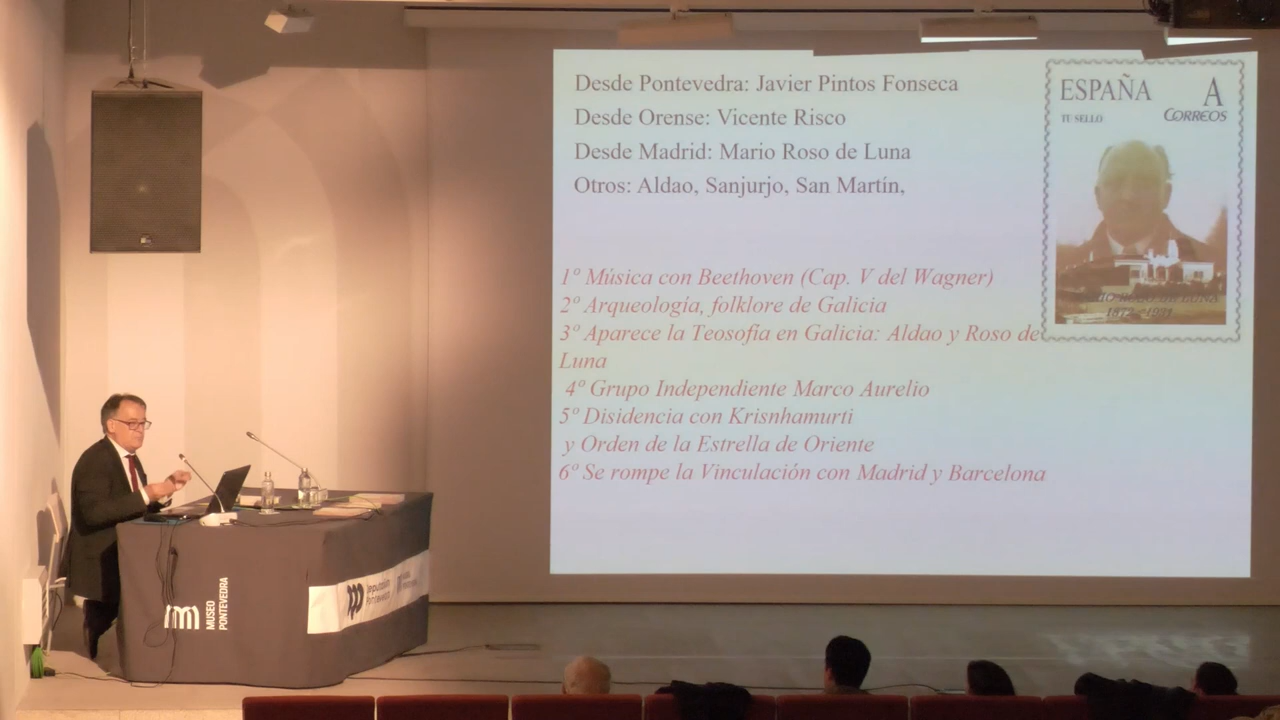 Desde Pontevedra: Javier Pintos Fonseca
Desde Orense: Vicente Risco
Desde Madrid: Mario Roso de Luna
Otros: Aldao, Sanjurjo, San Martín,
ESPAÑA
A
TU SELLO
CORREOS
1º Música con Beethoven (Cap. V del Wagner)
2º Arqueología, folklore de Galicia
3º Aparece la Teosofía en Galicia: Aldao y Roso de
Luna
4º Grupo Independiente Marco Aurelio
5º Disidencia con Krisnhamurti
y Orden de la Estrella de Oriente
6º Se rompe la Vinculación con Madrid y Barcelona
MUSEO
PONTEVEDRA